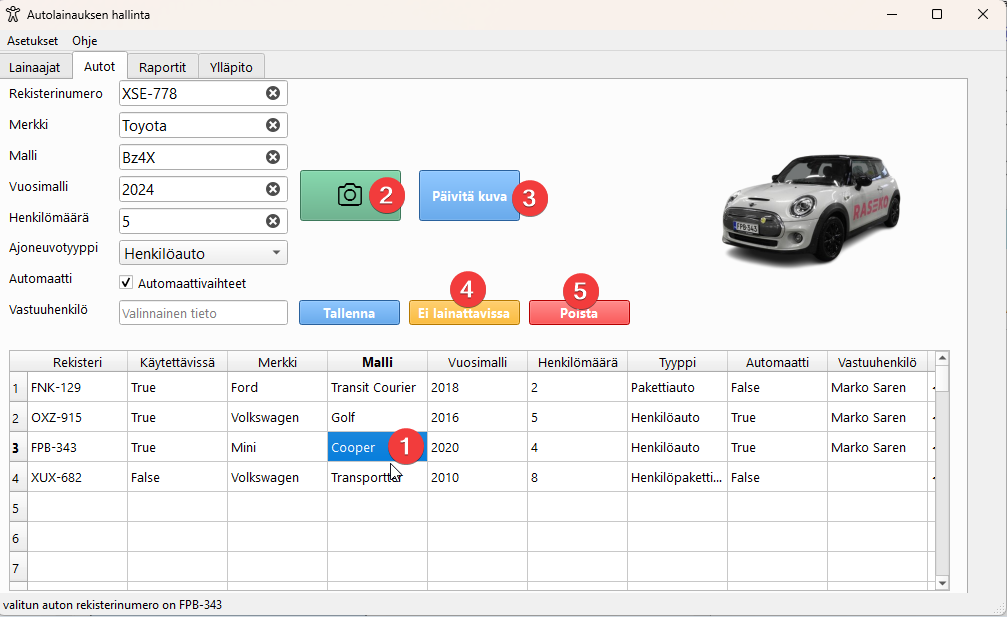 Autolainauksen hallinta
Asetukset Ohje
Lainaajat Autot Raportit Ylläpito
Rekisterinumero XSE-778
Merkki Toyota
Malli Bz4X
Vuosimalli 2024
Henkilömäärä 5
Ajoneuvotyyppi Henkilöauto
Automaatti Automaattivaihteet
Vastuuhenkilö Valinnainen tieto
2
Päivitä kuva 3
RASEKO
FPB-343
4 5
Tallenna Ei lainattavissa Poista
Rekisteri Käytettävissä Merkki Malli Vuosimalli Henkilömäärä Tyyppi Automaatti Vastuuhenkilö
1 FNK-129 True Ford Transit Courier 2018 2 Pakettiauto False Marko Saren
2 OXZ-915 True Volkswagen Golf 2016 5 Henkilöauto True Marko Saren
3 FPB-343 True Mini Cooper 1 2020 4 Henkilöauto True Marko Saren
4 XUX-682 False Volkswagen Transportter 2010 8 Henkilöpaketti... False
5
6
7
valitun auton rekisterinumero on FPB-343